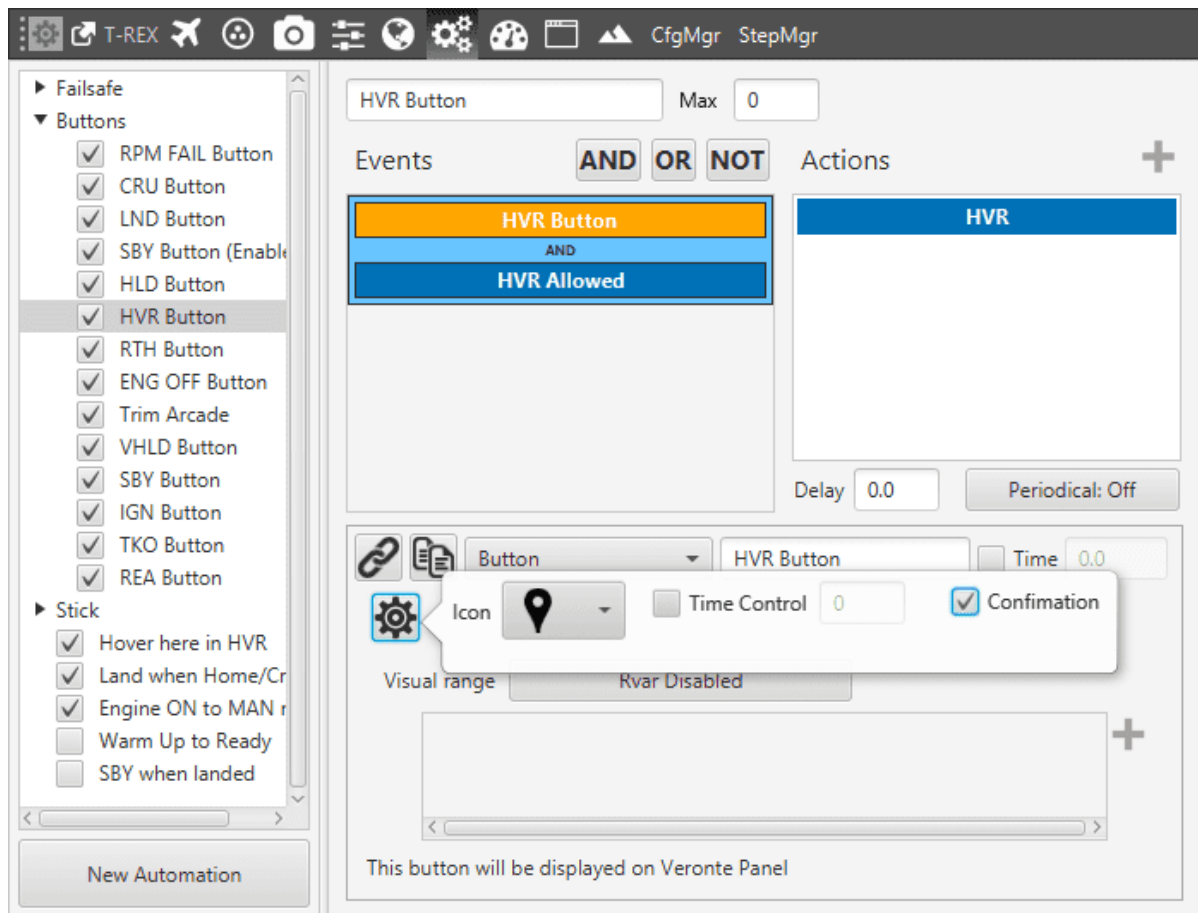 T-REX CfgMgr StepMgr
Failsafe
Buttons
RPM FAIL Button
CRU Button
LND Button
SBY Button (Enable
HLD Button
HVR Button
RTH Button
ENG OFF Button
Trim Arcade
VHLD Button
SBY Button
IGN Button
TKO Button
REA Button
Stick
Hover here in HVR
Land when Home/Cr
Engine ON to MAN r
Warm Up to Ready
SBY when landed
New Automation
HVR Button Max 0
Events AND OR NOT Actions
HVR Button
AND
HVR Allowed
HVR
Delay 0.0 Periodical: Off
Button HVR Button Time 0.0
Icon Time Control 0 Confimation
Visual range Rvar Disabled
This button will be displayed on Veronte Panel